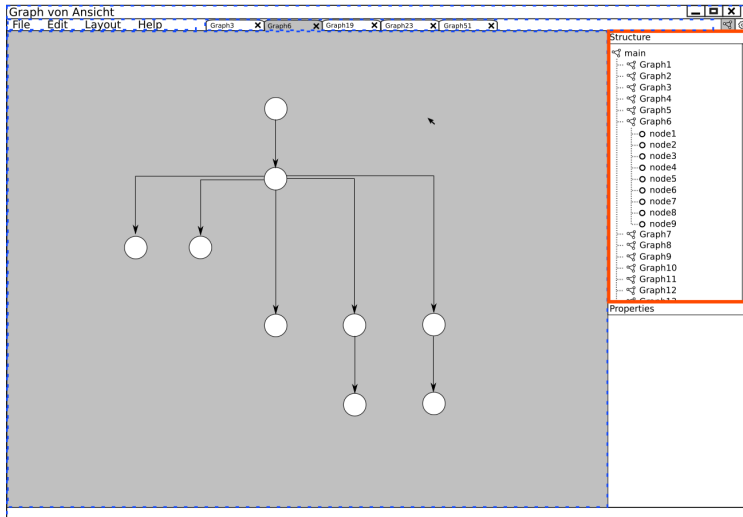 Graph von Ansicht
File Edit Layout Help
Graph3 Graph6 Graph19 Graph23 Graph51
Structure
main
Graph1
Graph2
Graph3
Graph4
Graph5
Graph6
node1
node2
node3
node4
node5
node6
node7
node8
node9
Graph7
Graph8
Graph9
Graph10
Graph11
Graph12
Graph13
Properties